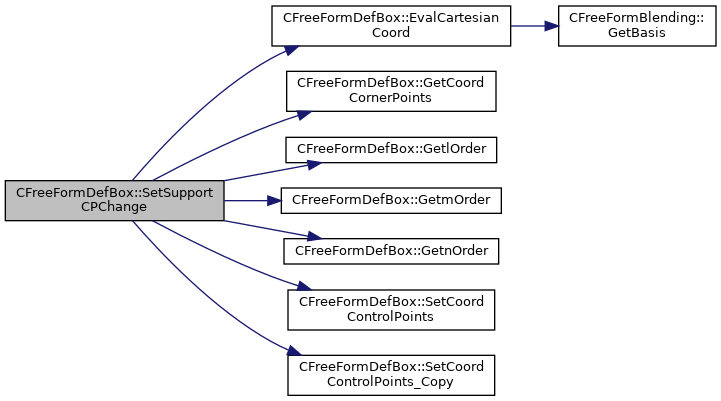 CFreeFormDefBox::SetSupport
CPChange
CFreeFormDefBox::EvalCartesian
Coord
CFreeFormBlending::
GetBasis
CFreeFormDefBox::GetCoord
CornerPoints
CFreeFormDefBox::GetlOrder
CFreeFormDefBox::GetmOrder
CFreeFormDefBox::GetnOrder
CFreeFormDefBox::SetCoord
ControlPoints
CFreeFormDefBox::SetCoord
ControlPoints_Copy